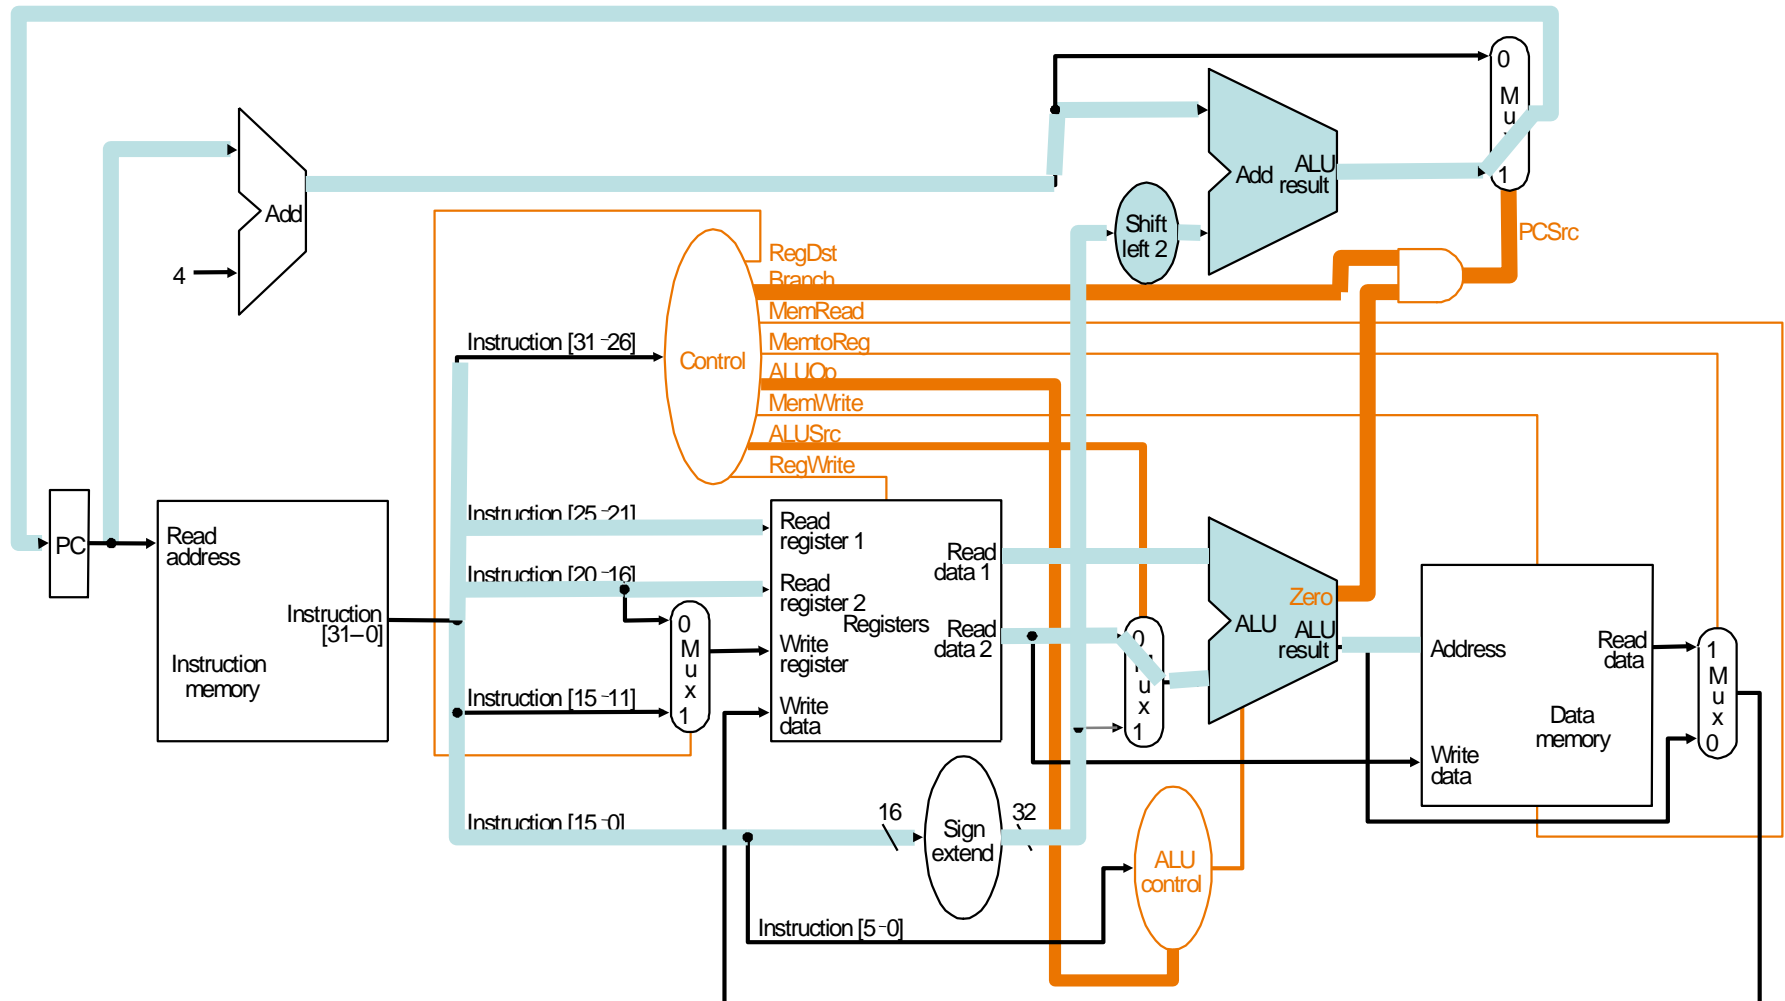 0
M
u
1
Add
ALU
result
Shift
left 2
PCSrc
Add
4
RegDst
Branch
MemRead
MemtoReg
ALUOp
MemWrite
ALUSrc
RegWrite
Control
Instruction [31–26]
Instruction [25–21]
Instruction [20–16]
Instruction [15–11]
Instruction [15–0]
Instruction [5–0]
PC
Read
address
Instruction
[31–0]
Instruction
memory
0
M
u
x
1
Read
register 1
Read
register 2
Write
register
Write
data
Registers
Read
data 1
Read
data 2
0
u
x
1
Zero
ALU
ALU
result
Address
Write
data
Read
data
Data
memory
1
M
u
x
0
16
Sign
extend
32
ALU
control